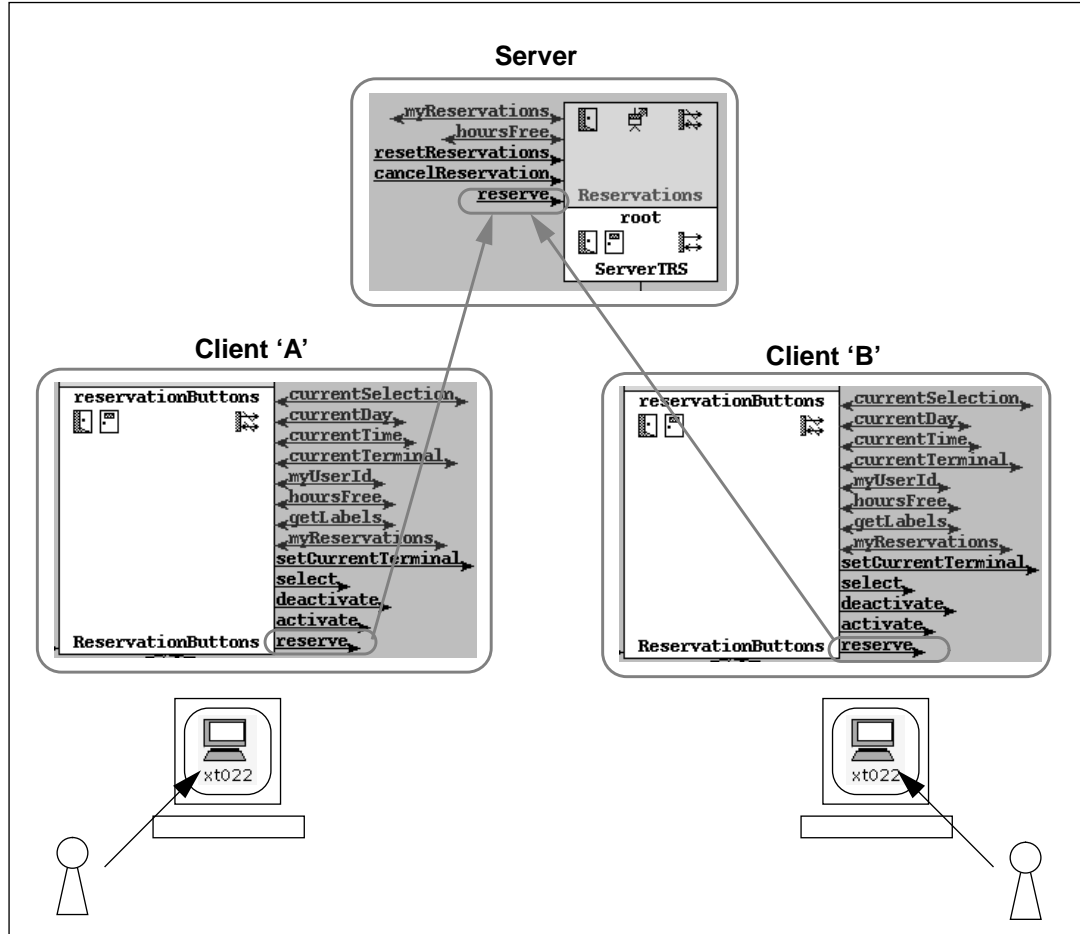 Server
myReservations
hoursFree
resetReservations
cancelReservation
reserve
Reservations
root
ServerTRS
Client ‘A’
reservationButtons
currentSelection
currentDay
currentTime
currentTerminal
myUserId
hoursFree
getLabels
myReservations
setCurrentTerminal
select
deactivate
activate
reserve
ReservationButtons
xt022
Client ‘B’
reservationButtons
currentSelection
currentDay
currentTime
currentTerminal
myUserId
hoursFree
getLabels
myReservations
setCurrentTerminal
select
deactivate
activate
reserve
ReservationButtons
xt022